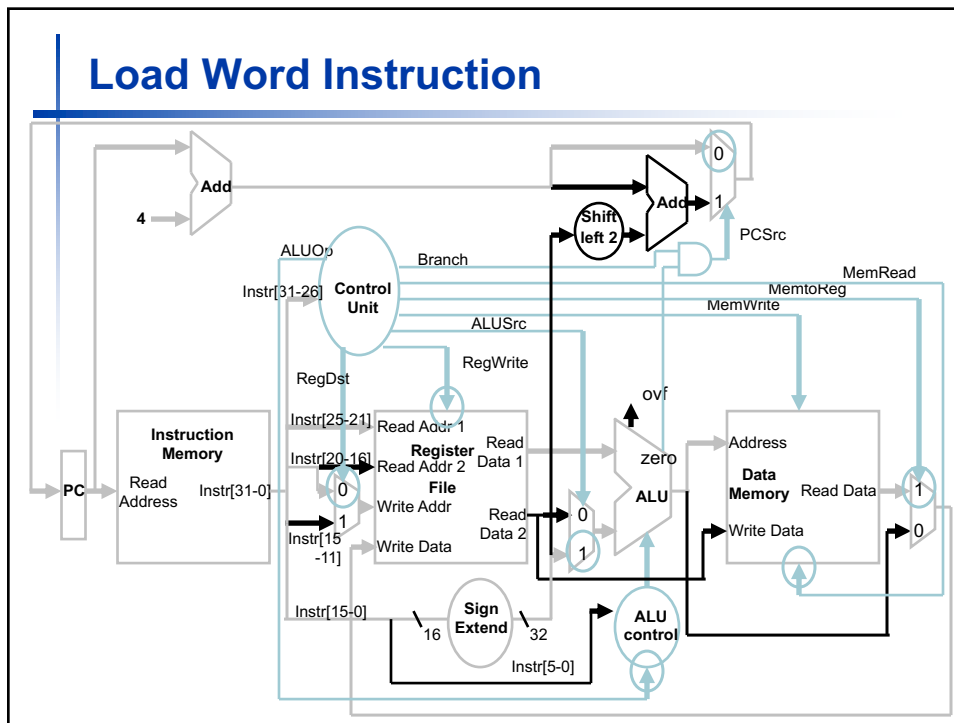 Load Word Instruction
Add
4
0
1
Add
Shift
left 2
PCSrc
ALUOp
Branch
MemRead
Instr[31-26]
Control
Unit
MemtoReg
MemWrite
ALUSrc
RegWrite
RegDst
ovf
Instruction
Memory
Read
Address
PC
Instr[31-0]
Instr[25-21]
Read Addr 1
Register
Read
Data 1
Instr[20-16]
Read Addr 2
File
0
1
Write Addr
Read
Data 2
Instr[15
-11]
Write Data
0
1
zero
ALU
Address
Data
Memory
Read Data
Write Data
1
0
Instr[15-0]
16
Sign
Extend
32
ALU
control
Instr[5-0]